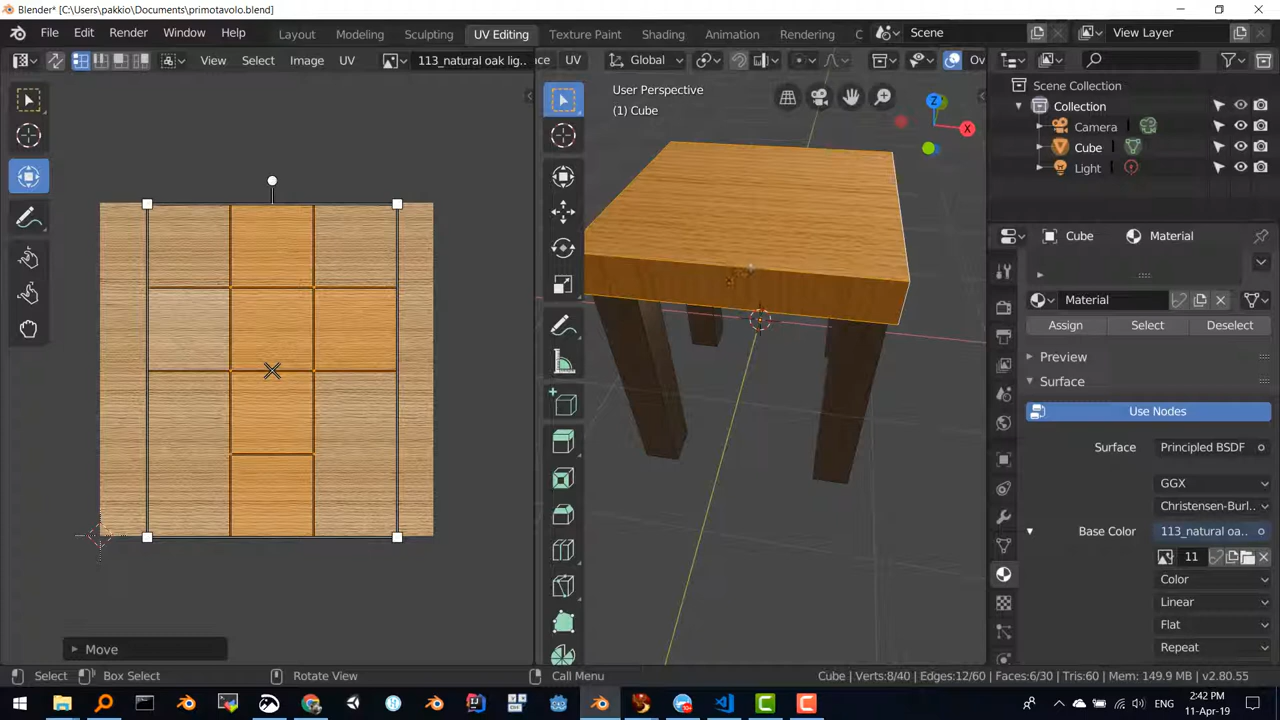 Blender* [C:\Users\pakkio\Documents\primotavolo.blend]
File Edit Render Window Help
Layout Modeling Sculpting UV Editing Texture Paint Shading Animation Rendering C
Scene
View Layer
View Select Image UV
113_natural oak lig..
ace UV
Global
Ov
User Perspective
(1) Cube
Z
X
Scene Collection
Collection
Camera
Cube
Light
Cube
Material
Material
Assign
Select
Deselect
Preview
Surface
Use Nodes
Surface
Principled BSDF
GGX
Christensen-Burl..
Base Color
113_natural oa..
11
Color
Linear
Flat
Repeat
Move
Select
Box Select
Rotate View
Call Menu
Cube | Verts:8/40 | Edges:12/60 | Faces:6/30 | Tris:60 | Mem: 149.9 MB | v2.80.55
ENG
2:42 PM
11-Apr-19